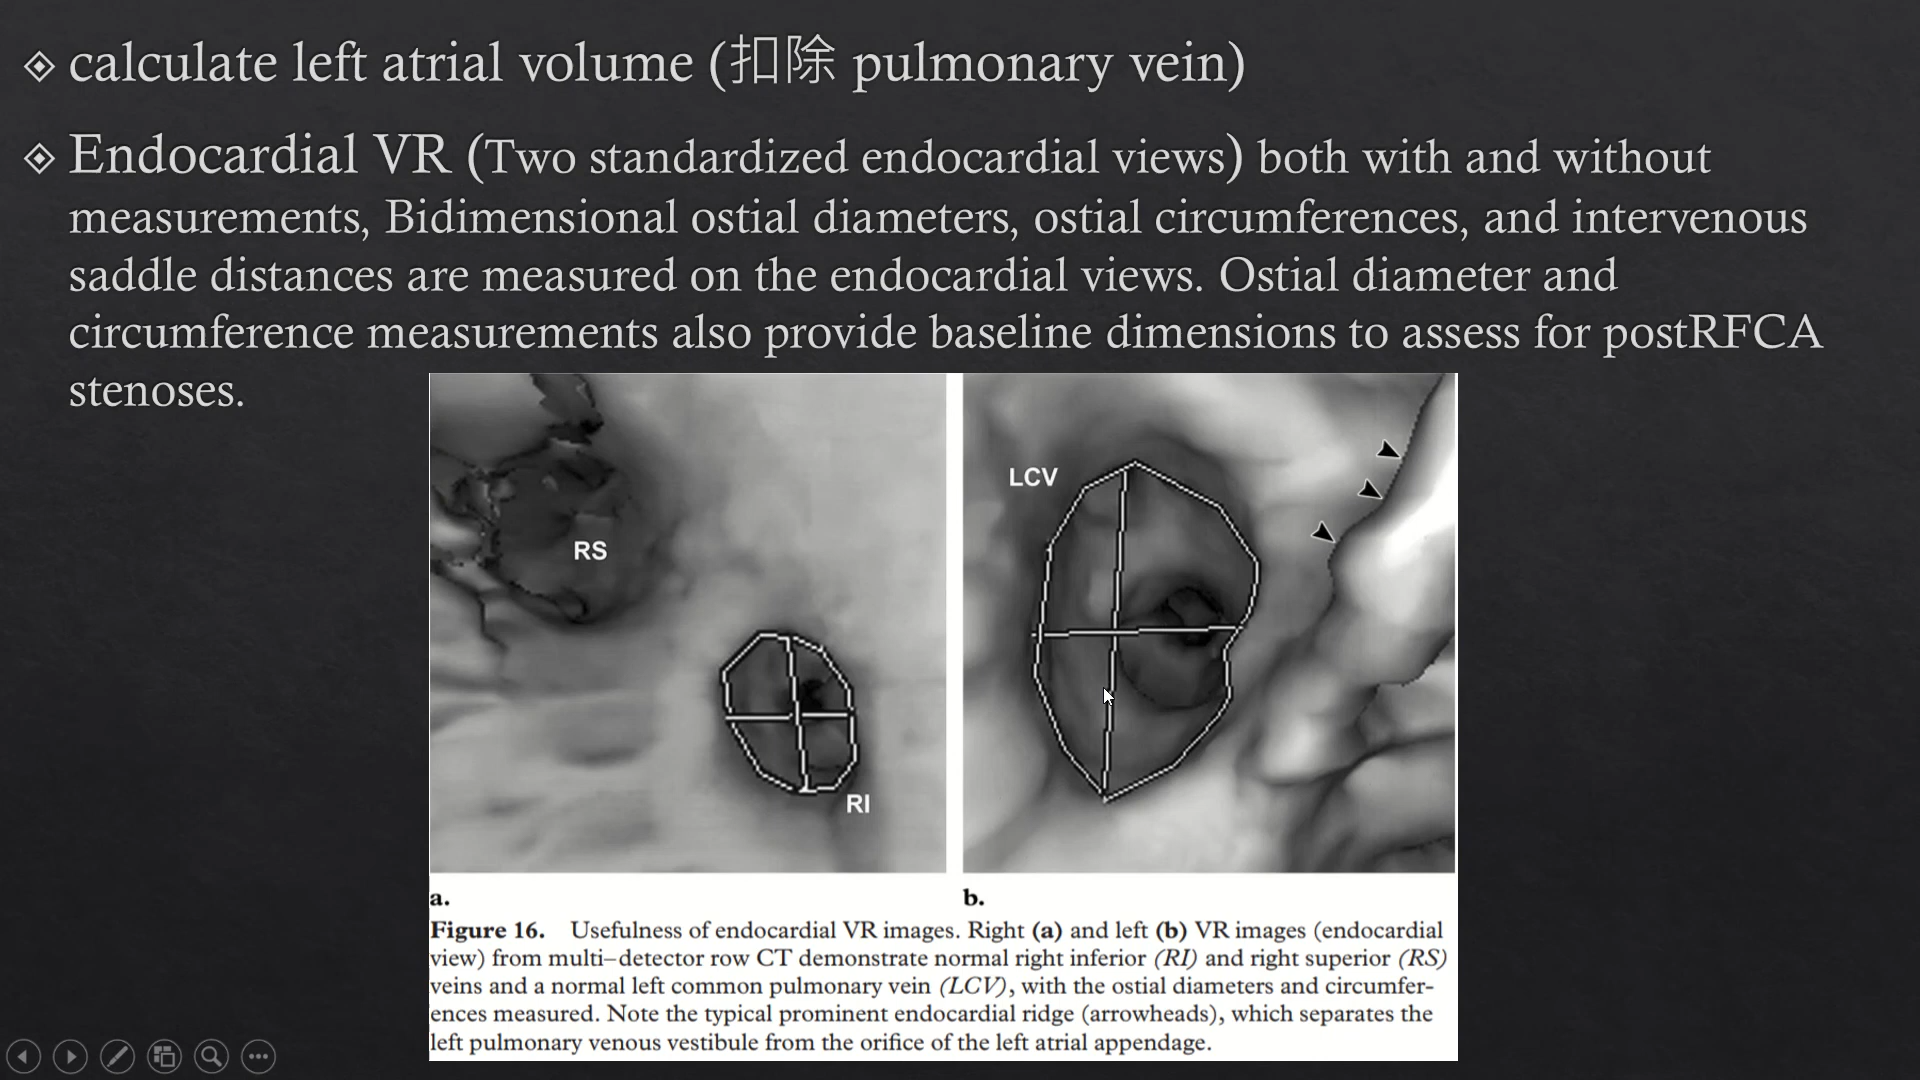 calculate left atrial volume (扣除 pulmonary vein)
Endocardial VR (Two standardized endocardial views) both with and without
measurements, Bidimensional ostial diameters, ostial circumferences, and intervenous
saddle distances are measured on the endocardial views. Ostial diameter and
circumference measurements also provide baseline dimensions to assess for postRFCA
stenoses.
RS
RI
LCV
a.
b.
Figure 16. Usefulness of endocardial VR images. Right (a) and left (b) VR images (endocardial
view) from multi–detector row CT demonstrate normal right inferior (RI) and right superior (RS)
veins and a normal left common pulmonary vein (LCV), with the ostial diameters and circumfer-
ences measured. Note the typical prominent endocardial ridge (arrowheads), which separates the
left pulmonary venous vestibule from the orifice of the left atrial appendage.